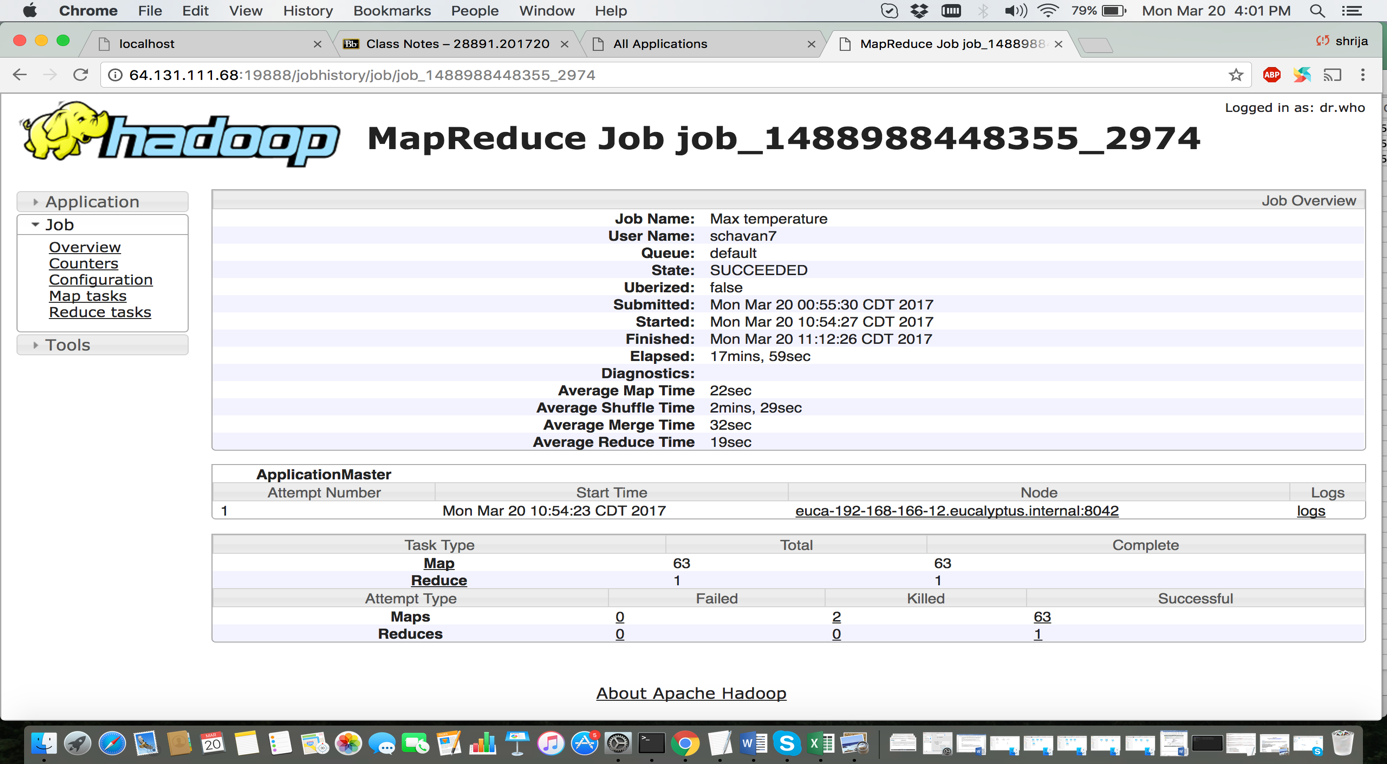 Chrome File Edit View History Bookmarks People Window Help 79% Mon Mar 20 4:01 PM
localhost Bb Class Notes – 28891.201720 All Applications MapReduce Job job_1488988 shrija
64.131.111.68:19888/jobhistory/job/job_1488988448355_2974 ABP
Logged in as: dr.who
hadoop MapReduce Job job_1488988448355_2974
Application
Job
Overview
Counters
Configuration
Map tasks
Reduce tasks
Tools
Job Overview
Job Name: Max temperature
User Name: schavan7
Queue: default
State: SUCCEEDED
Uberized: false
Submitted: Mon Mar 20 00:55:30 CDT 2017
Started: Mon Mar 20 10:54:27 CDT 2017
Finished: Mon Mar 20 11:12:26 CDT 2017
Elapsed: 17mins, 59sec
Diagnostics:
Average Map Time 22sec
Average Shuffle Time 2mins, 29sec
Average Merge Time 32sec
Average Reduce Time 19sec
ApplicationMaster
Attempt Number Start Time Node Logs
1 Mon Mar 20 10:54:23 CDT 2017 euca-192-168-166-12.eucalyptus.internal:8042 logs
Task Type Total Complete
Map 63 63
Reduce 1 1
Attempt Type Failed Killed Successful
Maps 0 2 63
Reduces 0 0 1
About Apache Hadoop
MAR
20
5